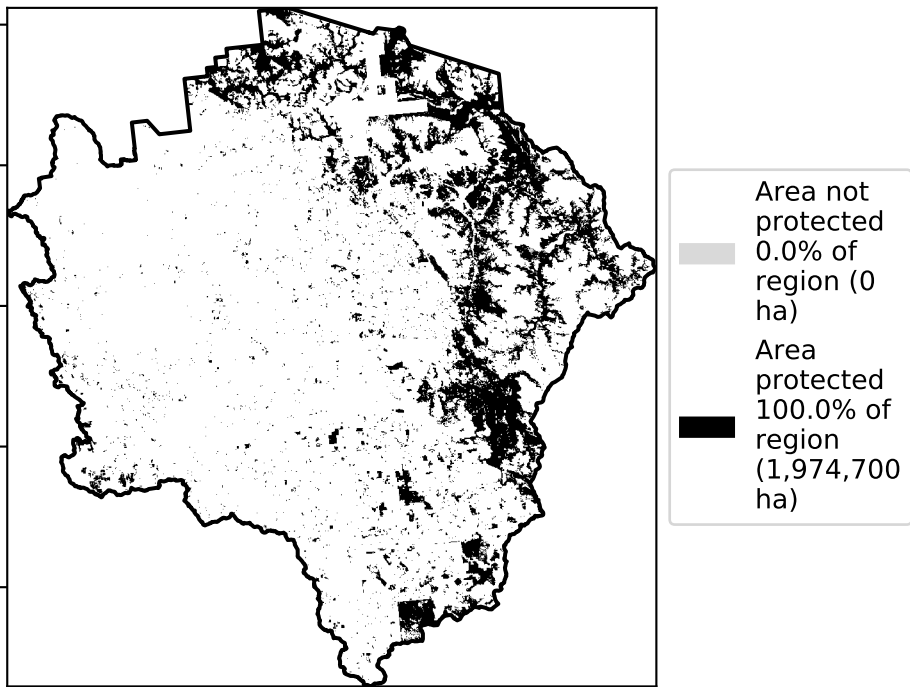 Area not
protected
0.0% of
region (0
ha)
Area
protected
100.0% of
region
(1,974,700
ha)